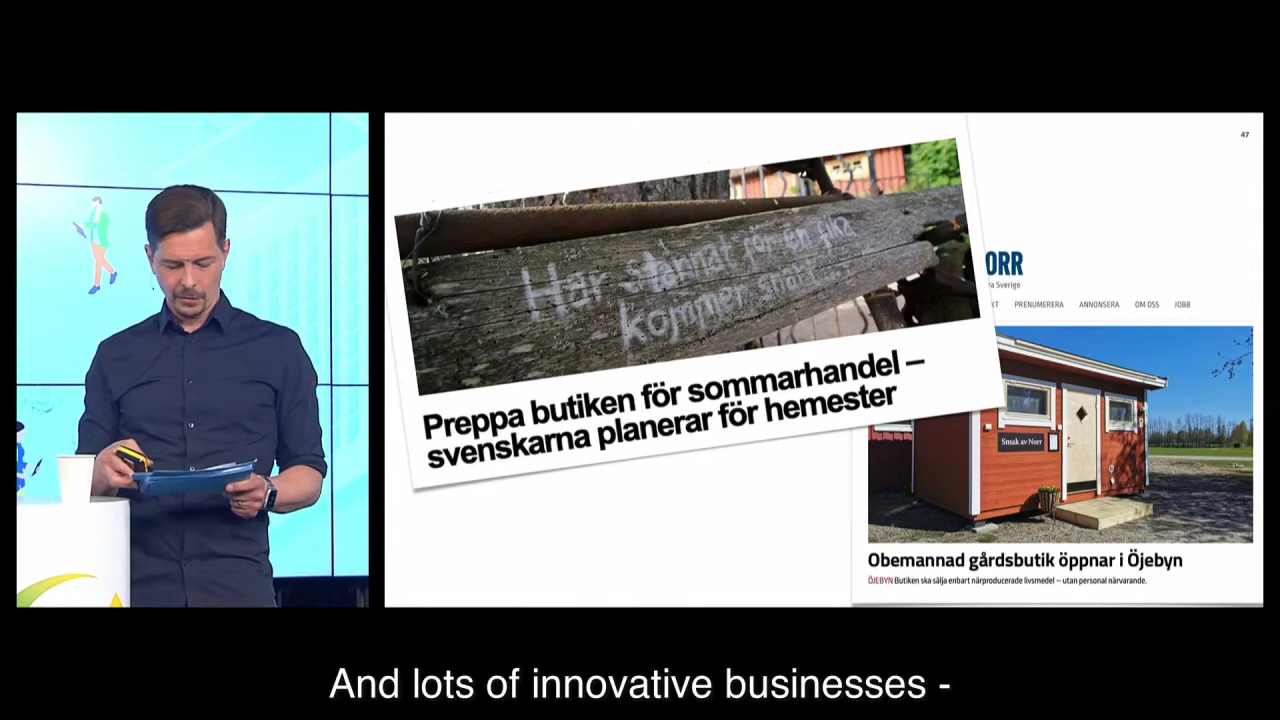 47
Har stannat för en fika
kommer snart
Preppa butiken för sommarhandel –
svenskarna planerar för hemester
ORR
ra Sverige
KT PRENUMERERA ANNONSERA OM OSS JOBB
Smak av Norr
Obemannad gårdsbutik öppnar i Öjebyn
ÖJEBYN Butiken ska sälja enbart närproducerade livsmedel – utan personal närvarande.
And lots of innovative businesses -